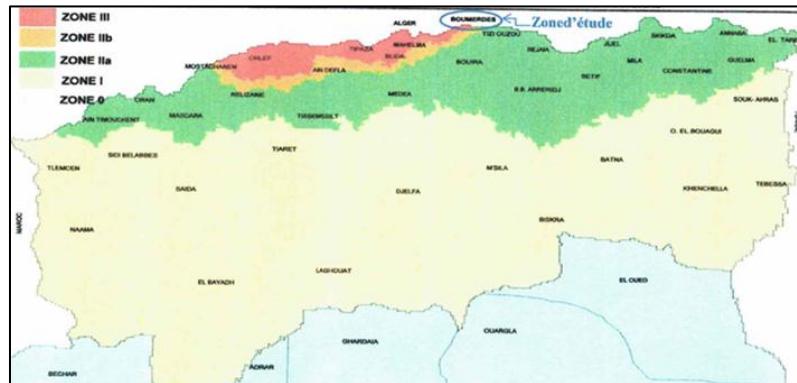 ZONE III
ZONE IIb
ZONE IIa
ZONE I
ZONE 0
ALGER
BOUMERDES
Zoned'étude
TIZI OUZOU
BEJAIA
JIJEL
SKIKDA
ANNABA
EL TARF
MOSTAGHANEM
CHLEF
TIPAZA
MAHELMA
BLIDA
AIN DEFLA
BOUIRA
SETIF
MILA
CONSTANTINE
GUELMA
ORAN
RELIZANE
MEDEA
B.B. ARRERIDJ
SOUK-AHRAS
AIN TIMOUCHENT
MASCARA
TISSEMSILT
O. EL BOUAGUI
TLEMCEN
SIDI BELABBES
TIARET
M'SILA
BATNA
SAIDA
DJELFA
KHENCHELLA
TEBESSA
MAROC
NAAMA
BISKRA
EL BAYADH
LAGHOUAT
EL OUED
GHARDAIA
OUARGLA
BECHAR
ADRAR